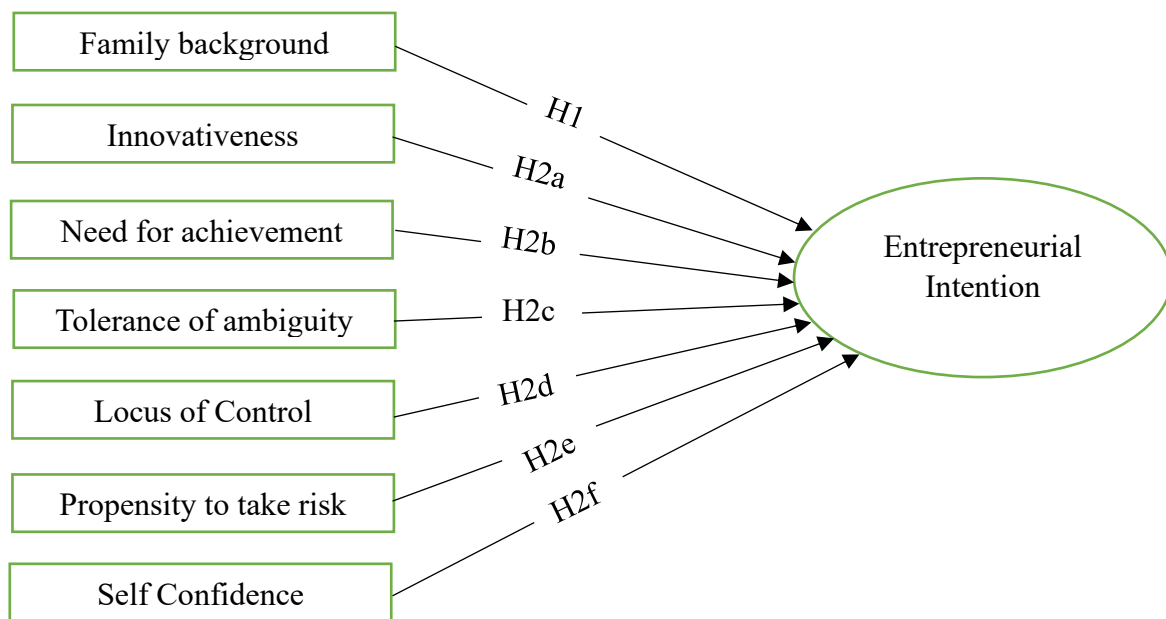 Family background
H1
Innovativeness
H2a
Need for achievement
H2b
Tolerance of ambiguity
H2c
Locus of Control
H2d
Propensity to take risk
H2e
Self Confidence
H2f
Entrepreneurial
Intention